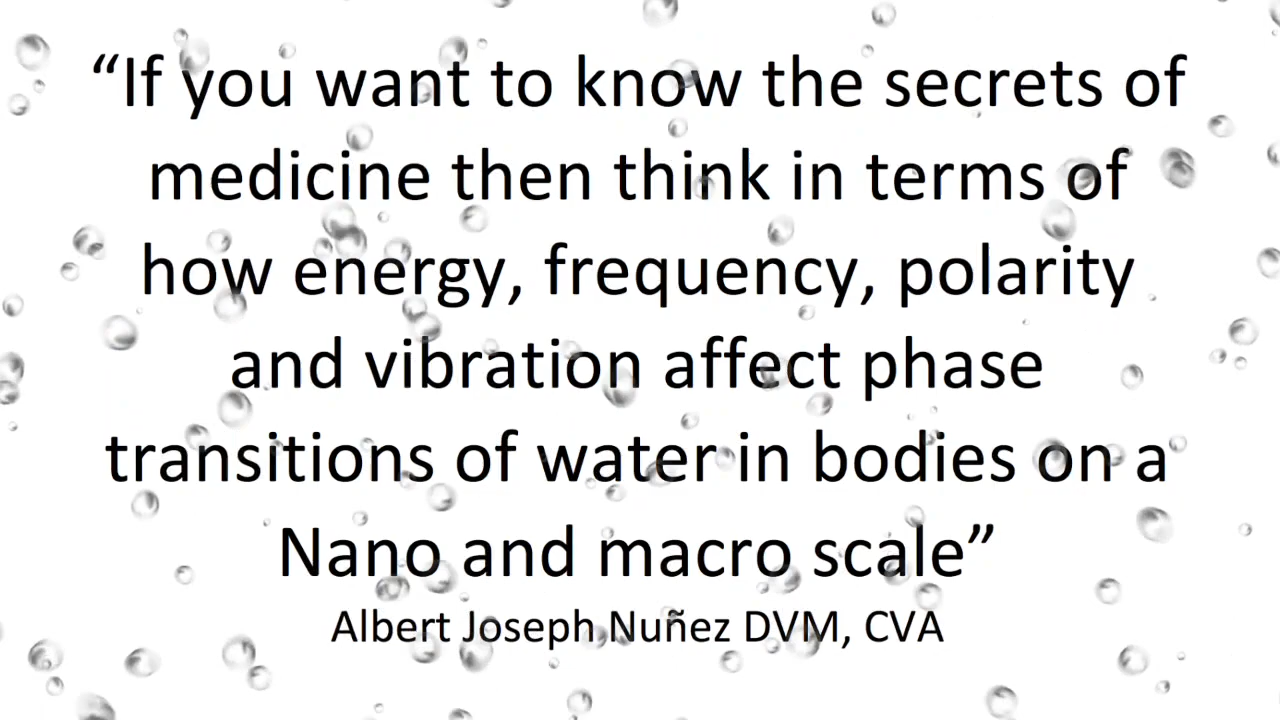 “If you want to know the secrets of
medicine then think in terms of
how energy, frequency, polarity
and vibration affect phase
transitions of water in bodies on a
Nano and macro scale”
Albert Joseph Nuñez DVM, CVA